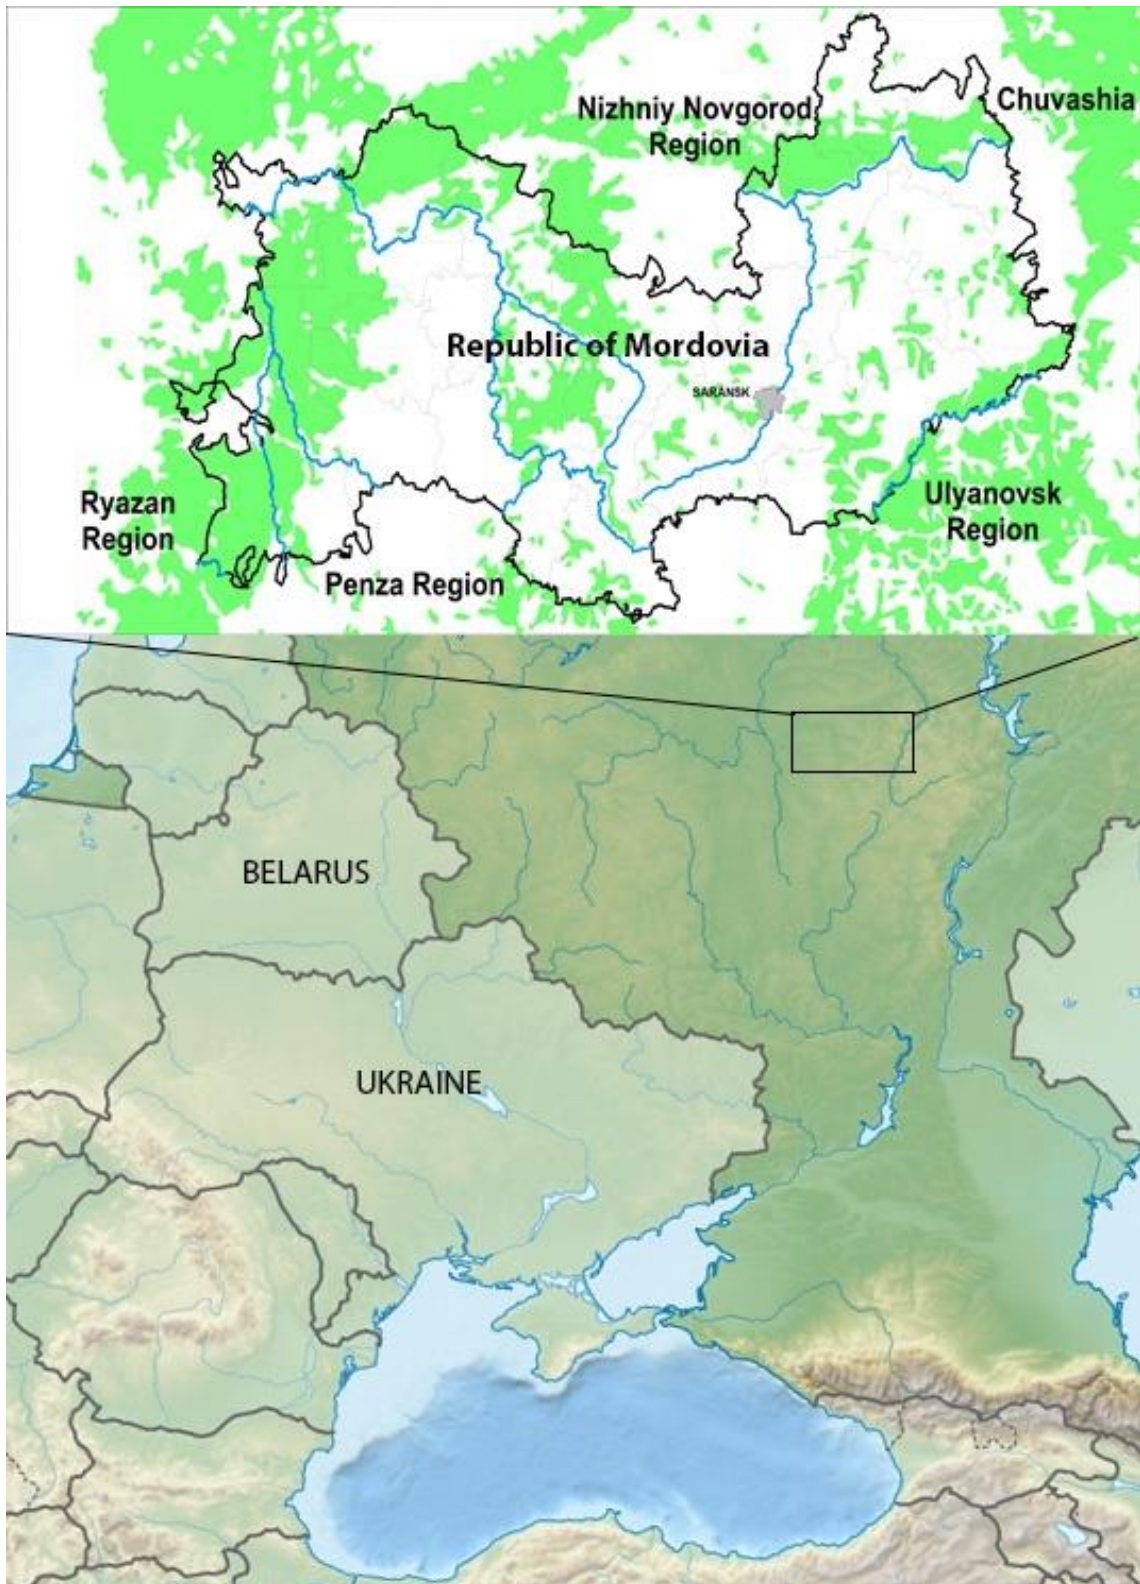 Nizhniy Novgorod
Region
Chuvashia
Republic of Mordovia
SARANSK
Ryazan
Region
Ulyanovsk
Region
Penza Region
BELARUS
UKRAINE